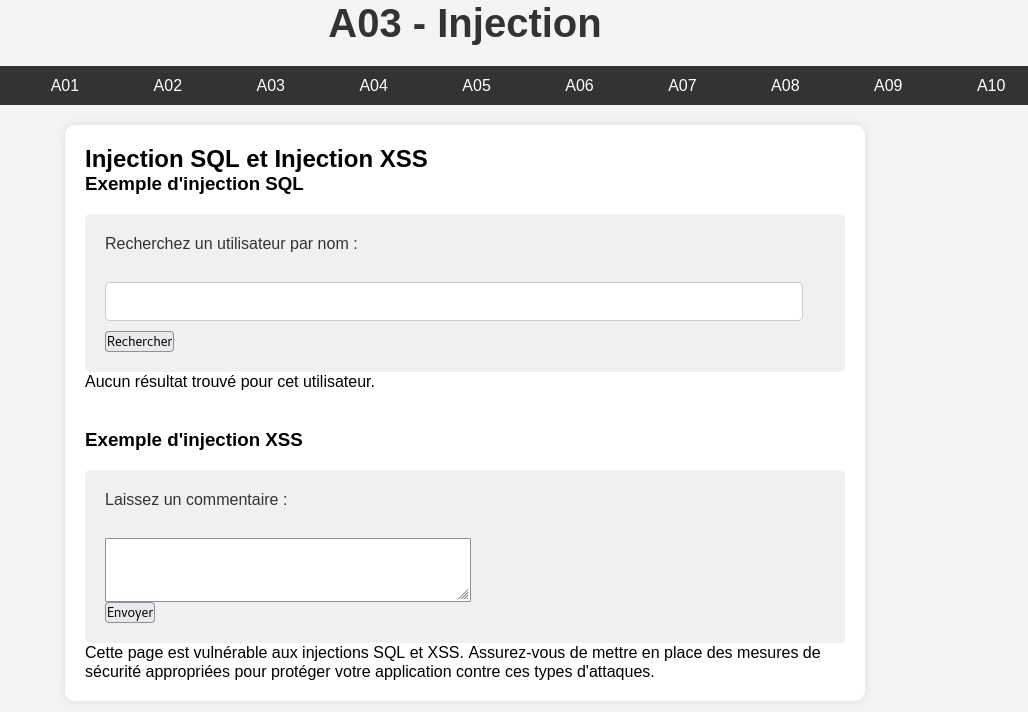 A03 - Injection
A01 A02 A03 A04 A05 A06 A07 A08 A09 A10
Injection SQL et Injection XSS
Exemple d'injection SQL
Recherchez un utilisateur par nom :
Rechercher
Aucun résultat trouvé pour cet utilisateur.
Exemple d'injection XSS
Laissez un commentaire :
Envoyer
Cette page est vulnérable aux injections SQL et XSS. Assurez-vous de mettre en place des mesures de
sécurité appropriées pour protéger votre application contre ces types d'attaques.